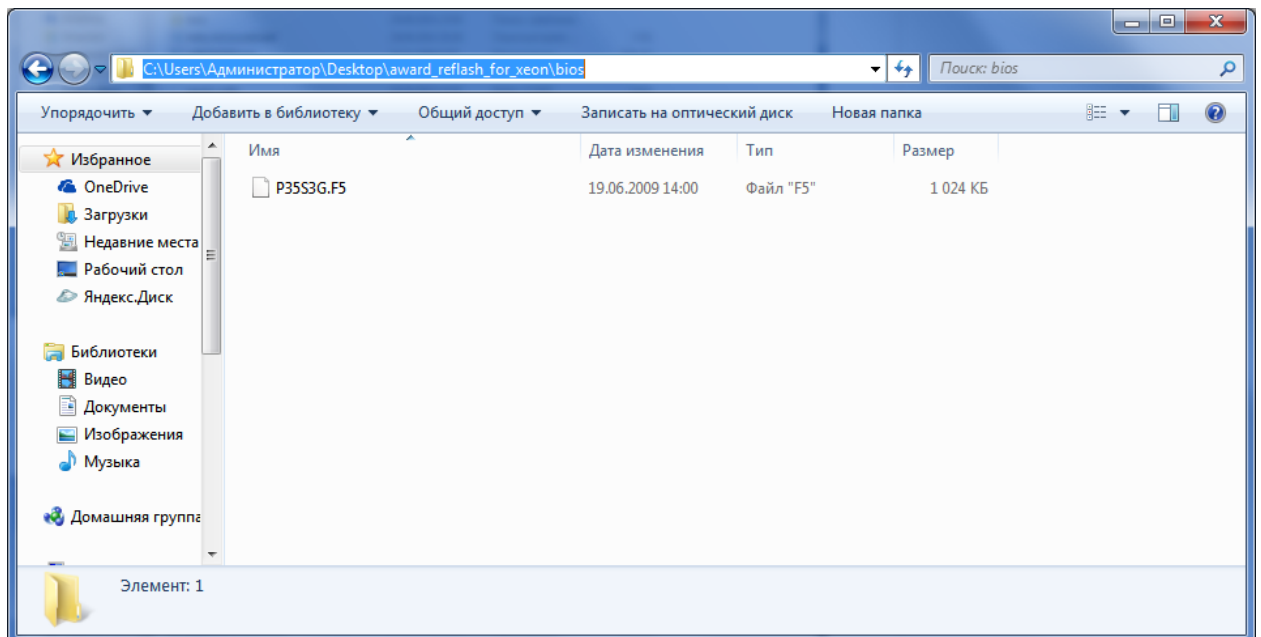 C:\Users\Администратор\Desktop\award_reflash_for_xeon\bios
Поиск: bios
Упорядочить Добавить в библиотеку Общий доступ Записать на оптический диск Новая папка
Избранное
OneDrive
Загрузки
Недавние места
Рабочий стол
Яндекс.Диск
Библиотеки
Видео
Документы
Изображения
Музыка
Домашняя группа
Имя Дата изменения Тип Размер
P35S3G.F5 19.06.2009 14:00 Файл "F5" 1 024 КБ
Элемент: 1